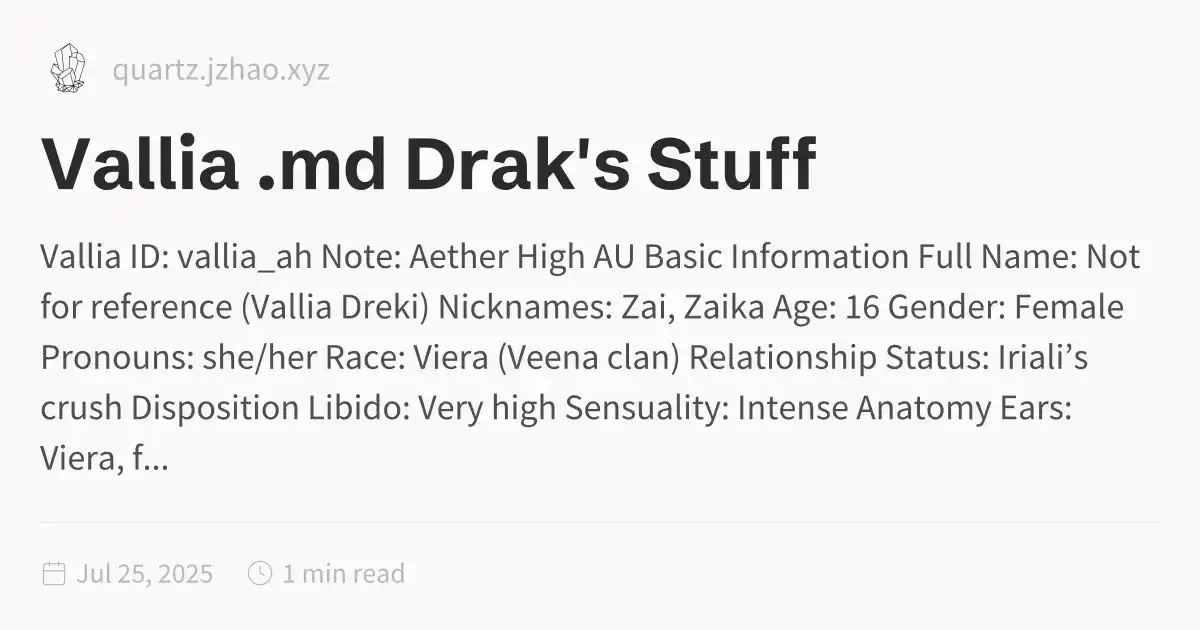 quartz.jzhao.xyz
Vallia .md Drak's Stuff
Vallia ID: vallia_ah Note: Aether High AU Basic Information Full Name: Not
for reference (Vallia Dreki) Nicknames: Zai, Zaika Age: 16 Gender: Female
Pronouns: she/her Race: Viera (Veena clan) Relationship Status: Iriali’s
crush Disposition Libido: Very high Sensuality: Intense Anatomy Ears:
Viera, f...
Jul 25, 2025 1 min read